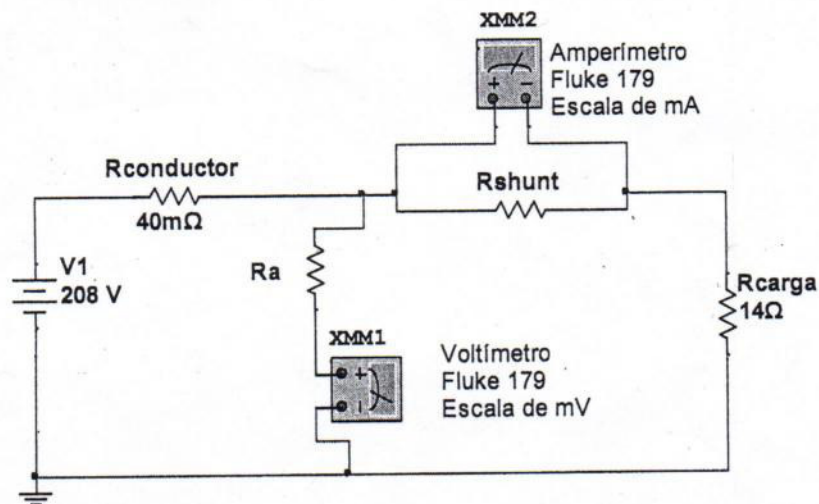 XMM2
Amperímetro
Fluke 179
Escala de mA
+ −
Rconductor
40mΩ
Rshunt
V1
208 V
Ra
Rcarga
14Ω
XMM1
+
Voltímetro
Fluke 179
Escala de mV